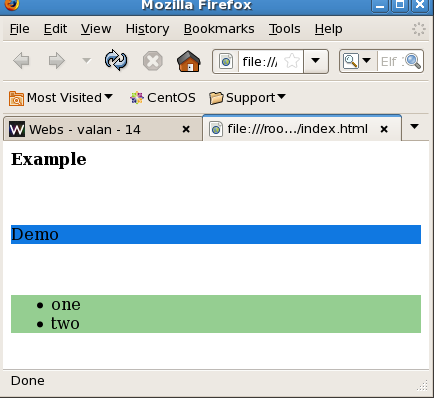 Mozilla Firefox
File Edit View History Bookmarks Tools Help
file:// Elf
Most Visited CentOS Support
W Webs - valan - 14 file:///roo.../index.html
Example
Demo
• one
• two
Done